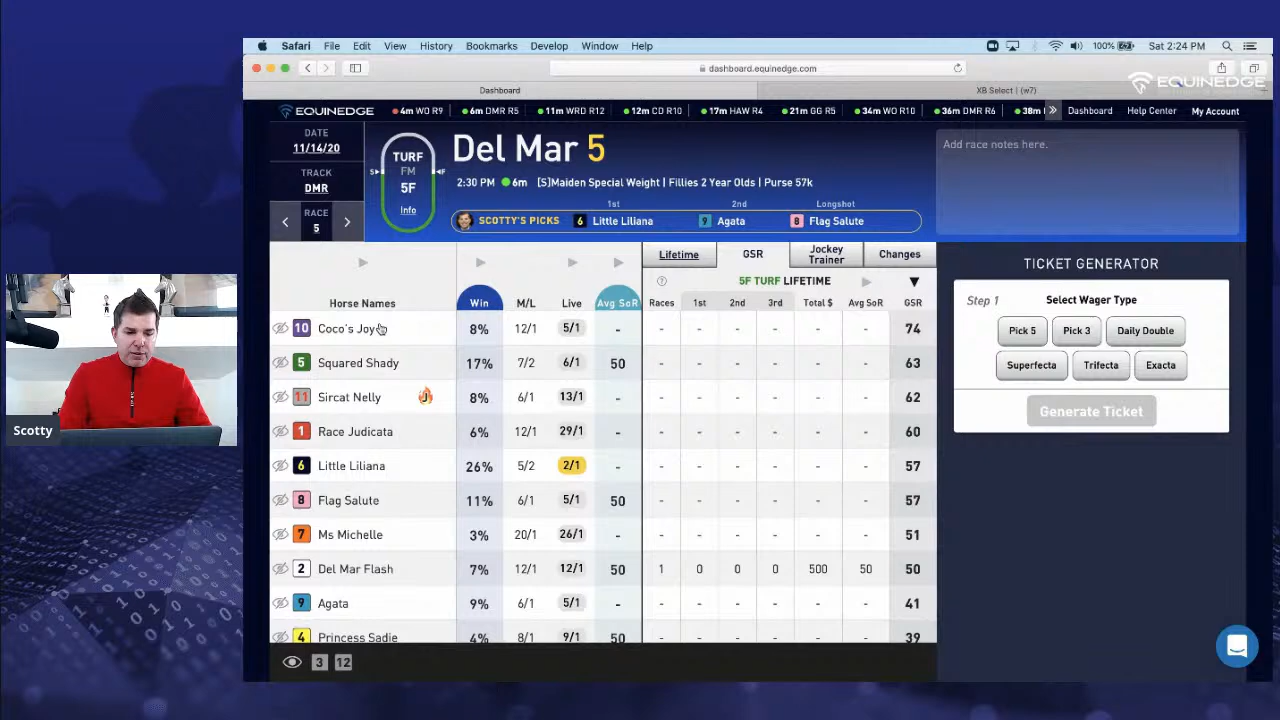 Safari File Edit View History Bookmarks Develop Window Help 100% Sat 2:24 PM
dashboard.equinedge.com
Dashboard XB Select | (w7)
EQUINEDGE
EQUINEDGE 4m WO R9 6m DMR R5 11m WRD R12 12m CD R10 17m HAW R4 21m GG R5 34m WO R10 36m DMR R6 38m Dashboard Help Center My Account
DATE
11/14/20
TRACK
DMR
RACE
5
TURF
FM
5F
Info
S F
Del Mar 5
2:30 PM 6m [S]Maiden Special Weight | Fillies 2 Year Olds | Purse 57k
1st 2nd Longshot
SCOTTY'S PICKS 6 Little Liliana 9 Agata 8 Flag Salute
Add race notes here.
Lifetime GSR Jockey Trainer Changes
5F TURF LIFETIME
Horse Names Win M/L Live Avg SoR Races 1st 2nd 3rd Total $ Avg SoR GSR
10 Coco's Joy 8% 12/1 5/1 - - - - - - - 74
5 Squared Shady 17% 7/2 6/1 50 - - - - - - 63
11 Sircat Nelly J 8% 6/1 13/1 - - - - - - - 62
1 Race Judicata 6% 12/1 29/1 - - - - - - - 60
6 Little Liliana 26% 5/2 2/1 - - - - - - - 57
8 Flag Salute 11% 6/1 5/1 50 - - - - - - 57
7 Ms Michelle 3% 20/1 26/1 - - - - - - - 51
2 Del Mar Flash 7% 12/1 12/1 50 1 0 0 0 500 50 50
9 Agata 9% 6/1 5/1 - - - - - - - 41
4 Princess Sadie 4% 8/1 9/1 50 - - - - - - 39
3 12
TICKET GENERATOR
Step 1 Select Wager Type
Pick 5 Pick 3 Daily Double
Superfecta Trifecta Exacta
Generate Ticket
Scotty